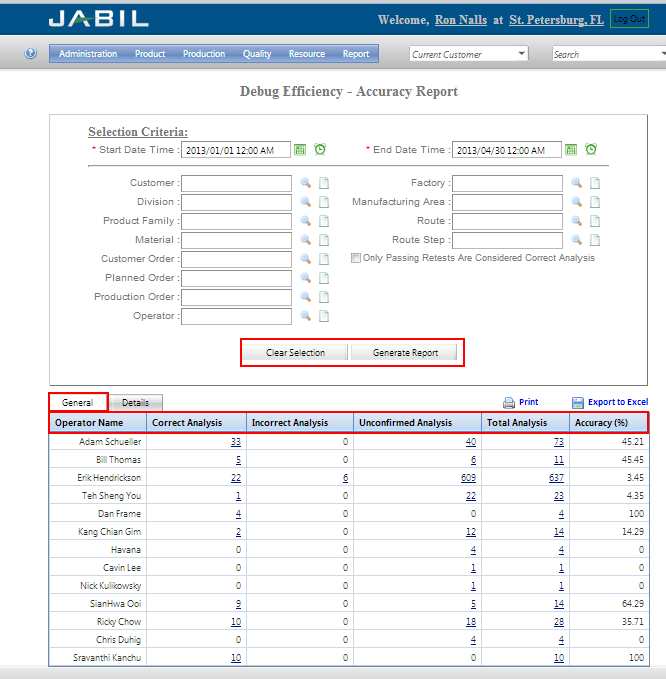 JABIL
Welcome, Ron Nalls at St. Petersburg, FL Log Out
? Administration Product Production Quality Resource Report Current Customer Search
Debug Efficiency - Accuracy Report
Selection Criteria:
* Start Date Time : 2013/01/01 12:00 AM * End Date Time : 2013/04/30 12:00 AM
Customer : Factory :
Division : Manufacturing Area :
Product Family : Route :
Material : Route Step :
Customer Order : Only Passing Retests Are Considered Correct Analysis
Planned Order :
Production Order :
Operator :
Clear Selection Generate Report
General Details Print Export to Excel
Operator Name Correct Analysis Incorrect Analysis Unconfirmed Analysis Total Analysis Accuracy (%)
Adam Schueller 33 0 40 73 45.21
Bill Thomas 5 0 6 11 45.45
Erik Hendrickson 22 6 609 637 3.45
Teh Sheng You 1 0 22 23 4.35
Dan Frame 4 0 0 4 100
Kang Chian Gim 2 0 12 14 14.29
Havana 0 0 4 4 0
Cavin Lee 0 0 1 1 0
Nick Kulikowsky 0 0 1 1 0
SianHwa Ooi 9 0 5 14 64.29
Ricky Chow 10 0 18 28 35.71
Chris Duhig 0 0 4 4 0
Sravanthi Kanchu 10 0 0 10 100